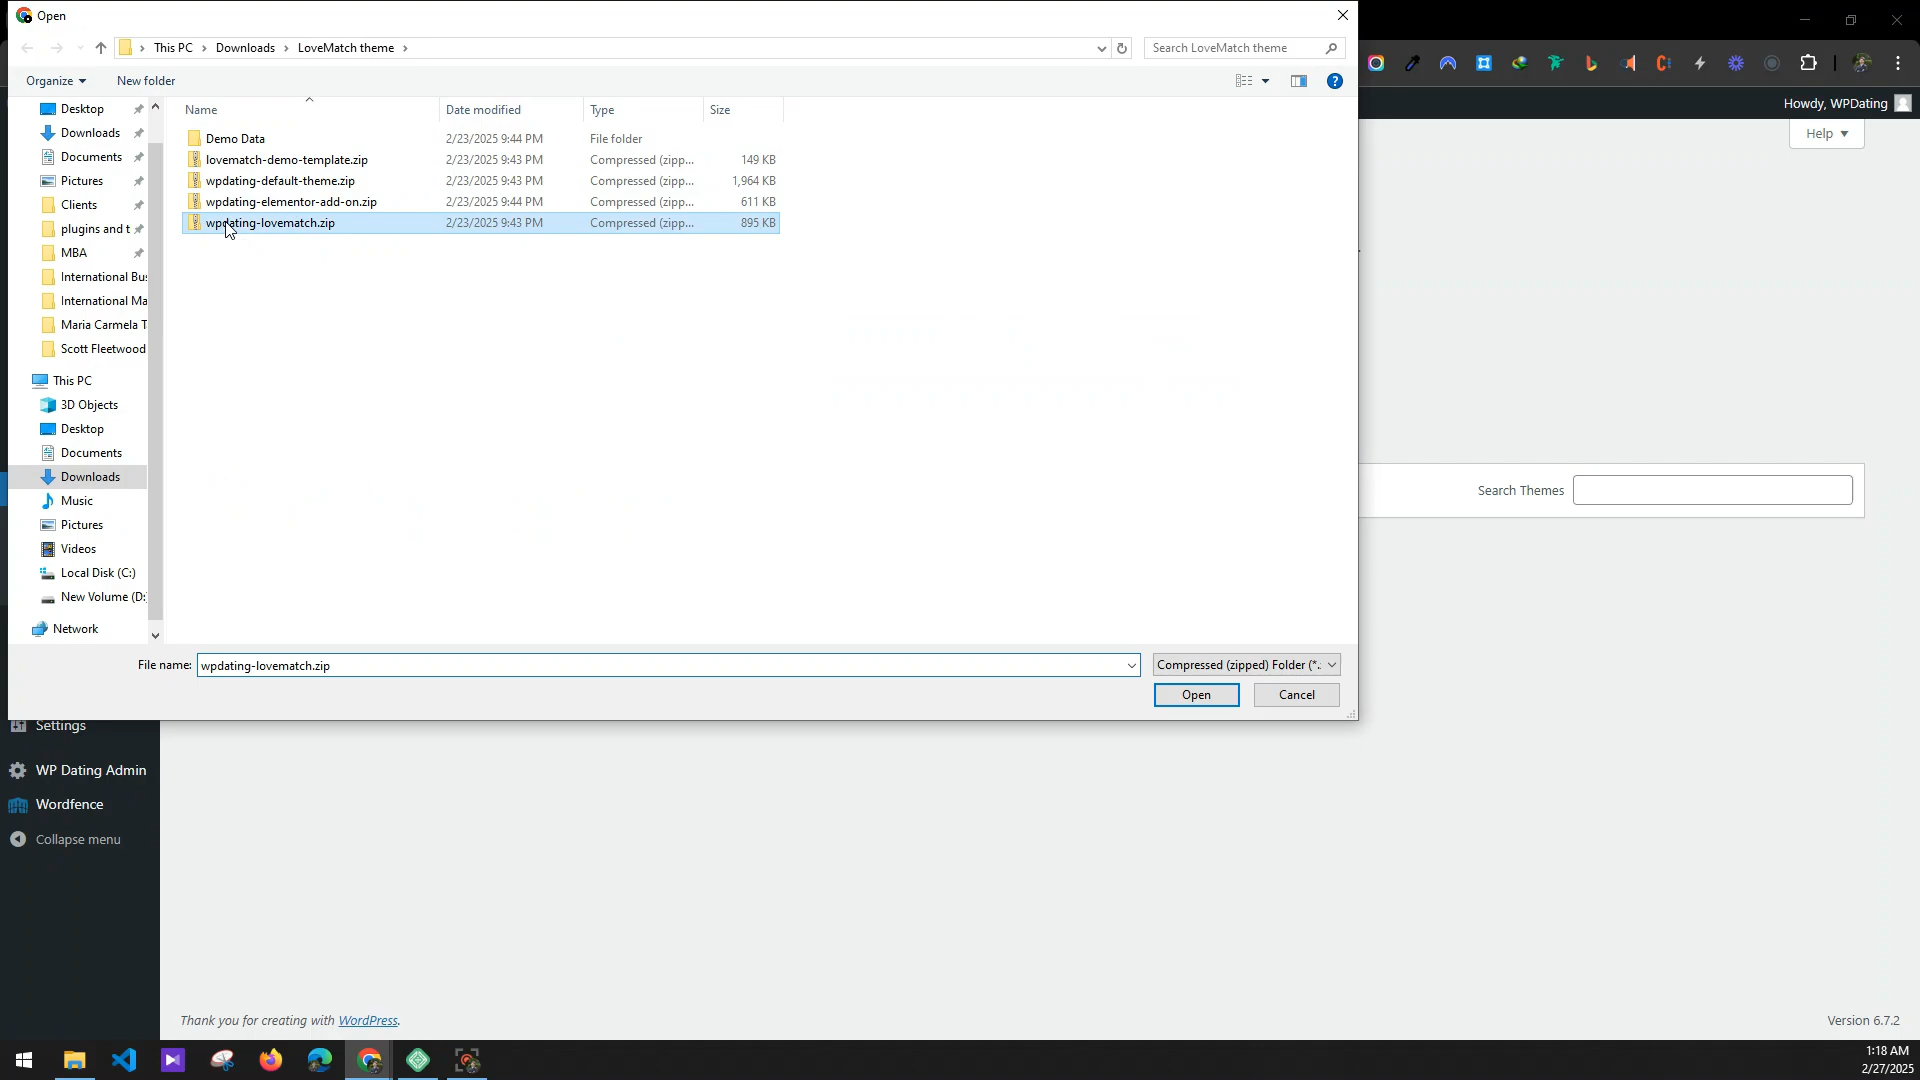 Open
This PC
Downloads
LoveMatch theme
Search LoveMatch theme
Organize
New folder
Howdy, WPDating
Help
Name
Date modified
Type
Size
Desktop
Downloads
Documents
Pictures
Clients
plugins and t
MBA
International Bu
International Ma
Maria Carmela T
Scott Fleetwood
This PC
3D Objects
Desktop
Documents
Downloads
Music
Pictures
Videos
Local Disk (C:)
New Volume (D:
Network
Demo Data 2/23/2025 9:44 PM File folder
lovematch-demo-template.zip 2/23/2025 9:43 PM Compressed (zipp... 149 KB
wpdating-default-theme.zip 2/23/2025 9:43 PM Compressed (zipp... 1,964 KB
wpdating-elementor-add-on.zip 2/23/2025 9:44 PM Compressed (zipp... 611 KB
wpdating-lovematch.zip 2/23/2025 9:43 PM Compressed (zipp... 895 KB
Search Themes
File name: wpdating-lovematch.zip
Compressed (zipped) Folder (*.:
Open
Cancel
Settings
WP Dating Admin
Wordfence
Collapse menu
Thank you for creating with WordPress.
Version 6.7.2
1:18 AM
2/27/2025